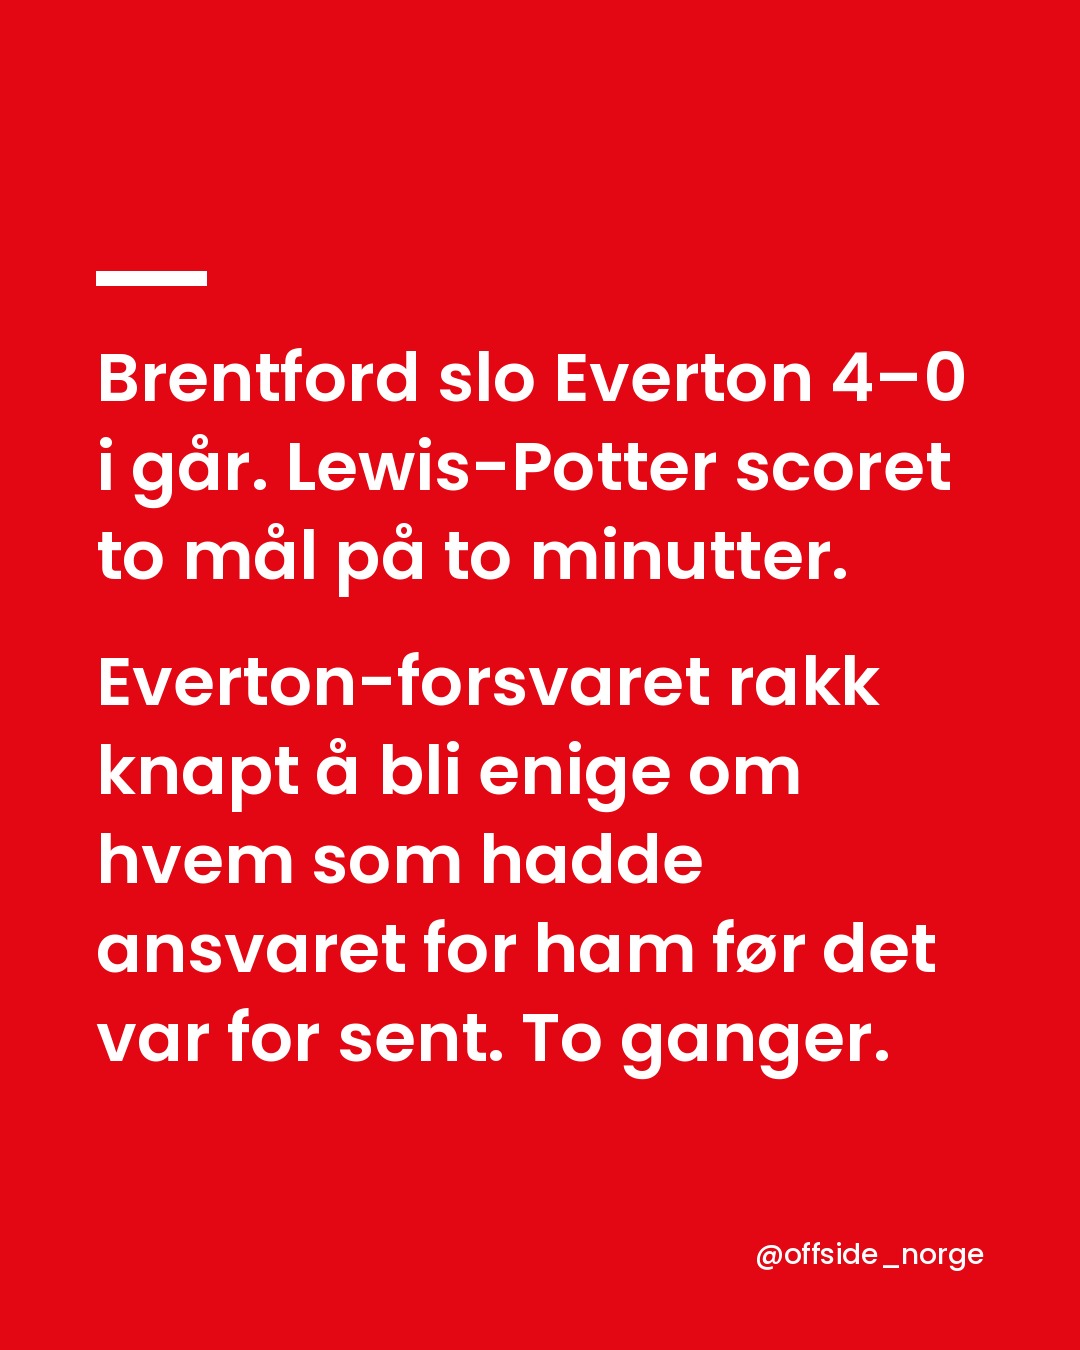 Brentford slo Everton 4–0
i går. Lewis-Potter scoret
to mål på to minutter.
Everton-forsvaret rakk
knapt å bli enige om
hvem som hadde
ansvaret for ham før det
var for sent. To ganger.
@offside_norge